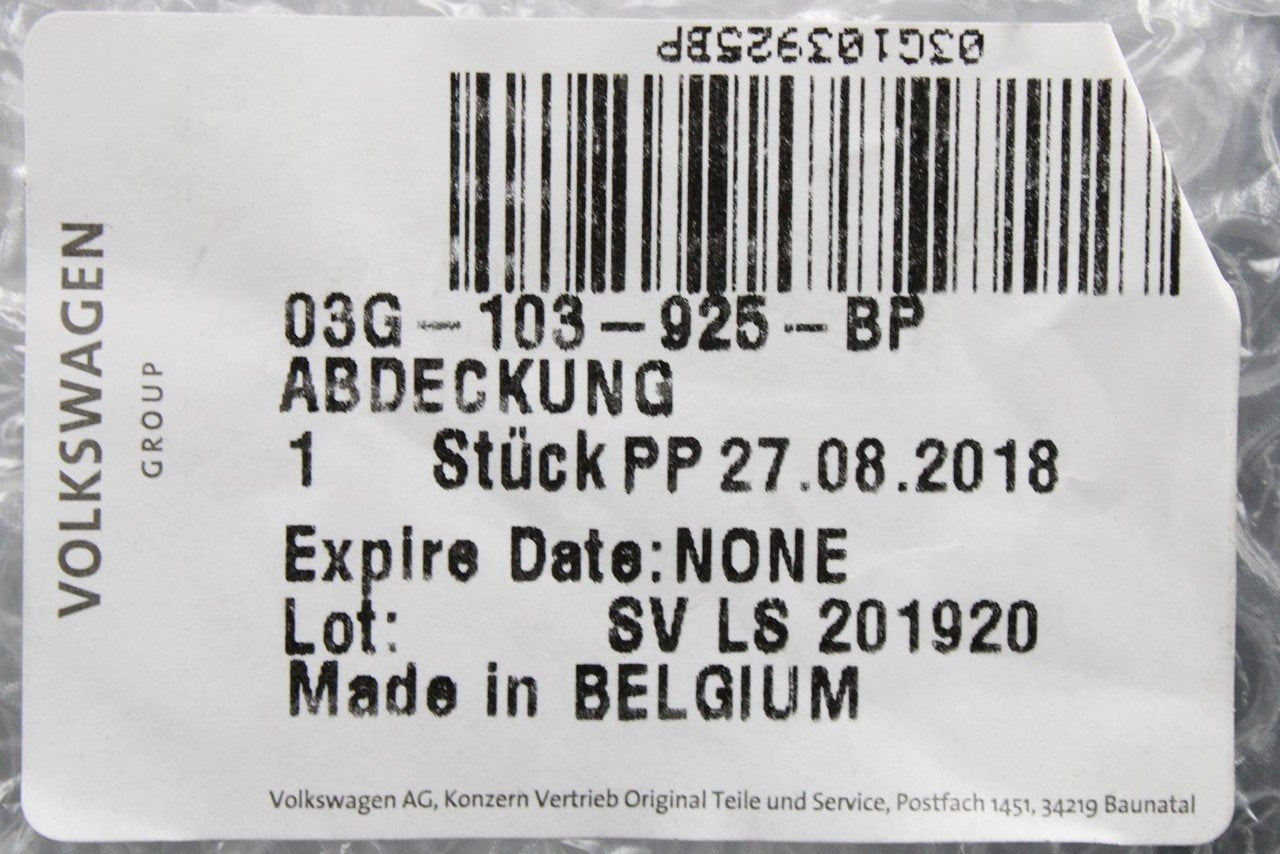 03G103925BP
03G-103-925-BP
ABDECKUNG
1 Stück PP 27.08.2018
Expire Date:NONE
Lot: SV LS 201920
Made in BELGIUM
VOLKSWAGEN
GROUP
Volkswagen AG, Konzern Vertrieb Original Teile und Service, Postfach 1451, 34219 Baunatal